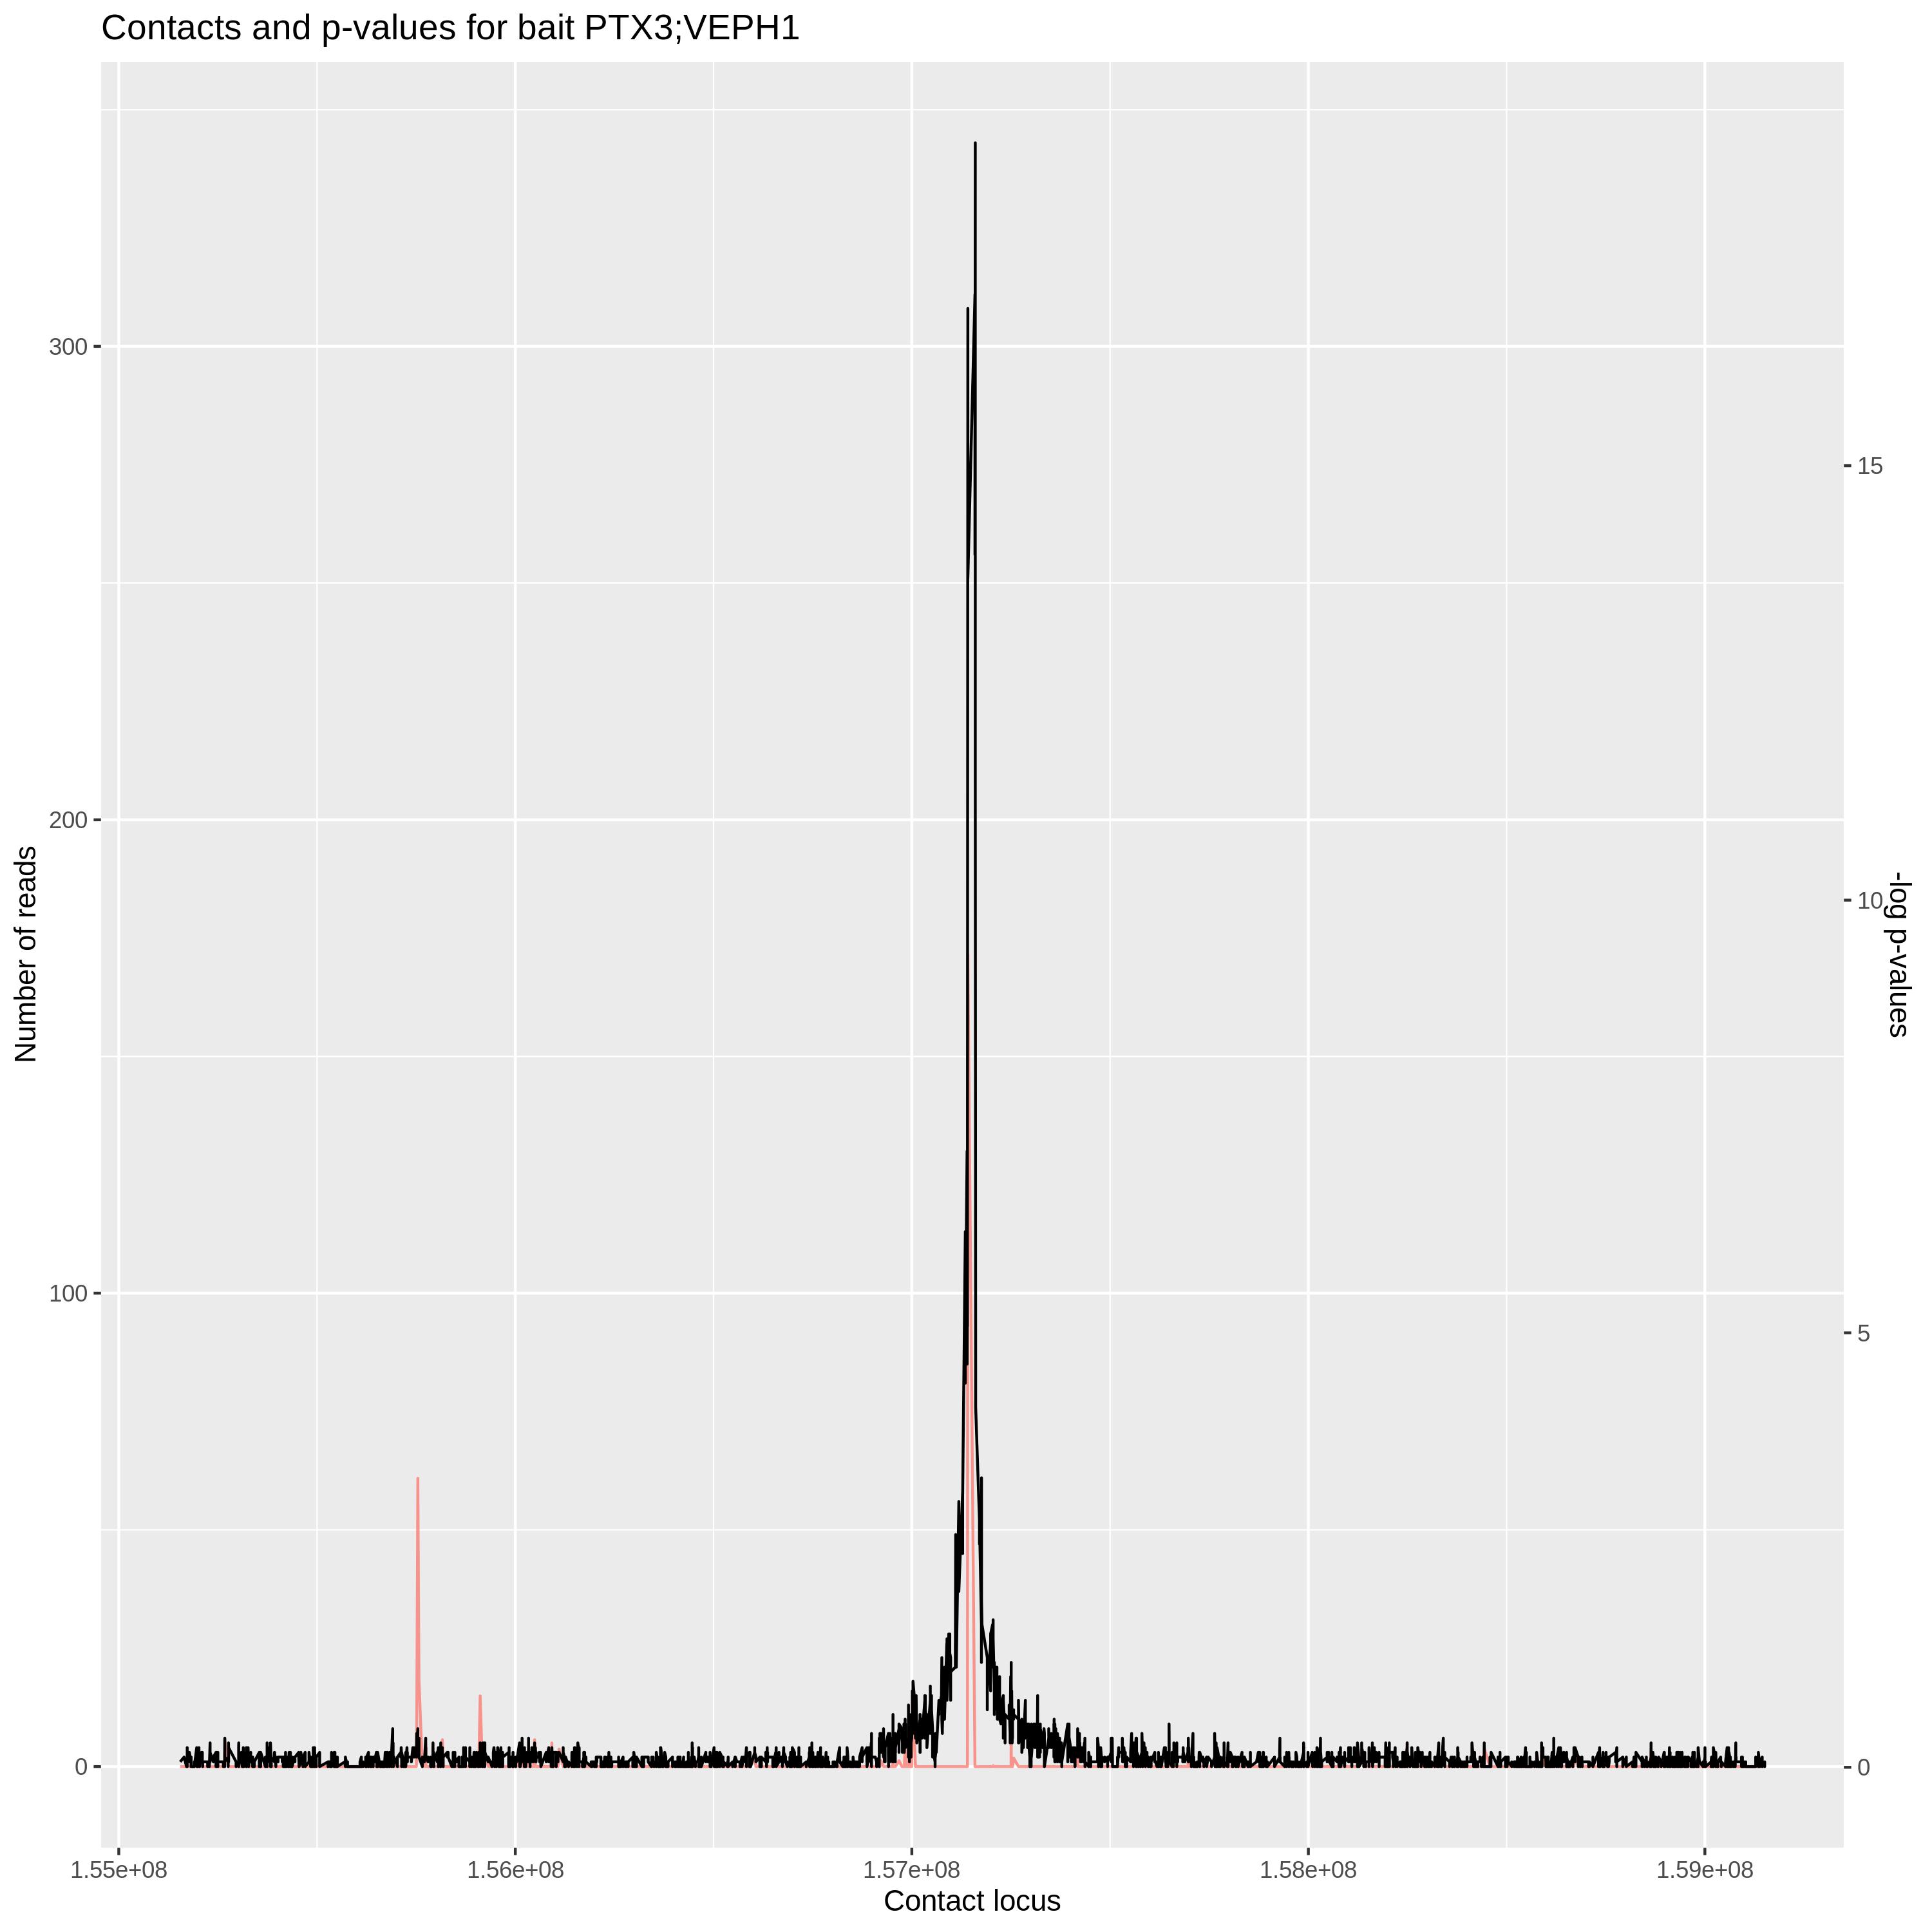 Contacts and p-values for bait PTX3;VEPH1
300
200
100
0
Number of reads
15
10
5
0
-log p-values
1.55e+08 1.56e+08 1.57e+08 1.58e+08 1.59e+08
Contact locus